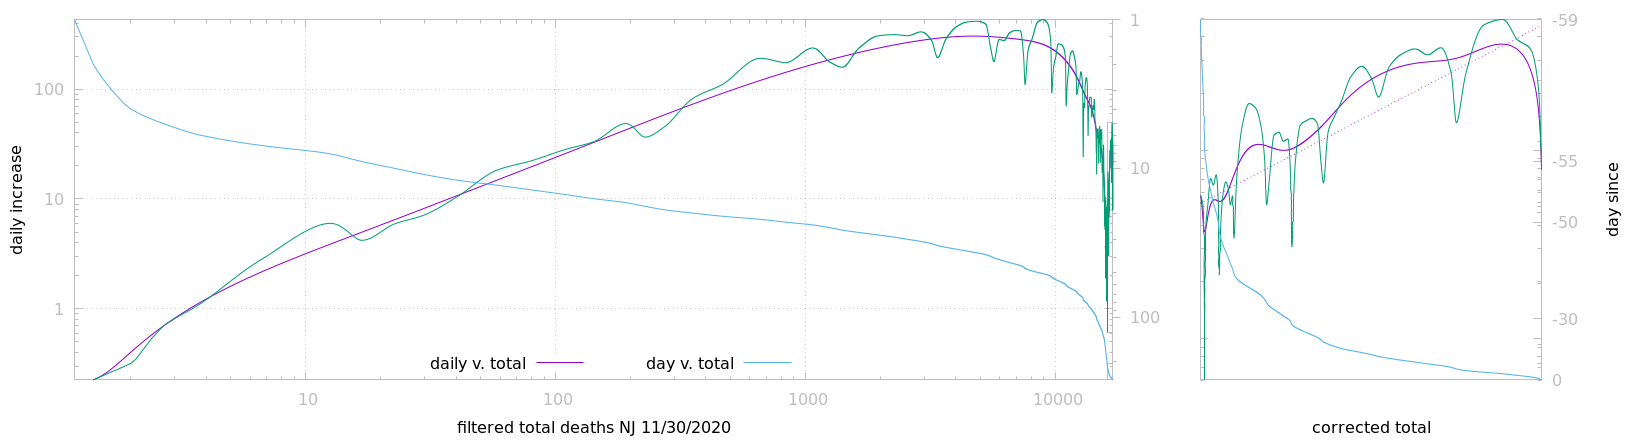 daily increase
100
10
1
10
100
1000
10000
1
10
100
daily v. total
day v. total
filtered total deaths NJ 11/30/2020
-59
-55
-50
-30
0
day since
corrected total